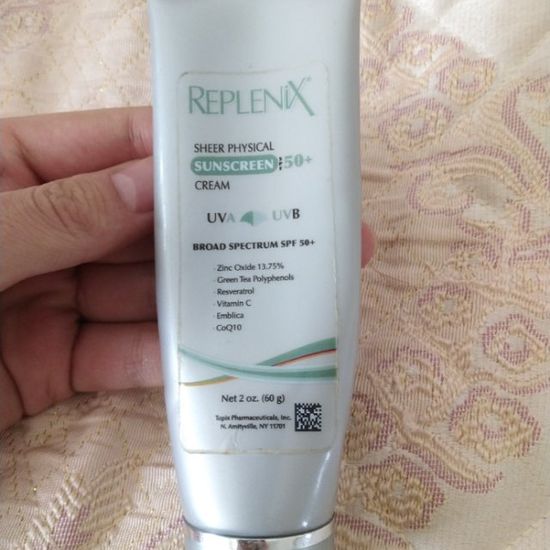 REPLENIX®
SHEER PHYSICAL
SUNSCREEN SPF 50+
CREAM
UVA UVB
BROAD SPECTRUM SPF 50+
· Zinc Oxide 13.75%
· Green Tea Polyphenols
· Resveratrol
· Vitamin C
· Emblica
· CoQ10
Net 2 oz. (60 g)
Topix Pharmaceuticals, Inc.
N. Amityville, NY 11701